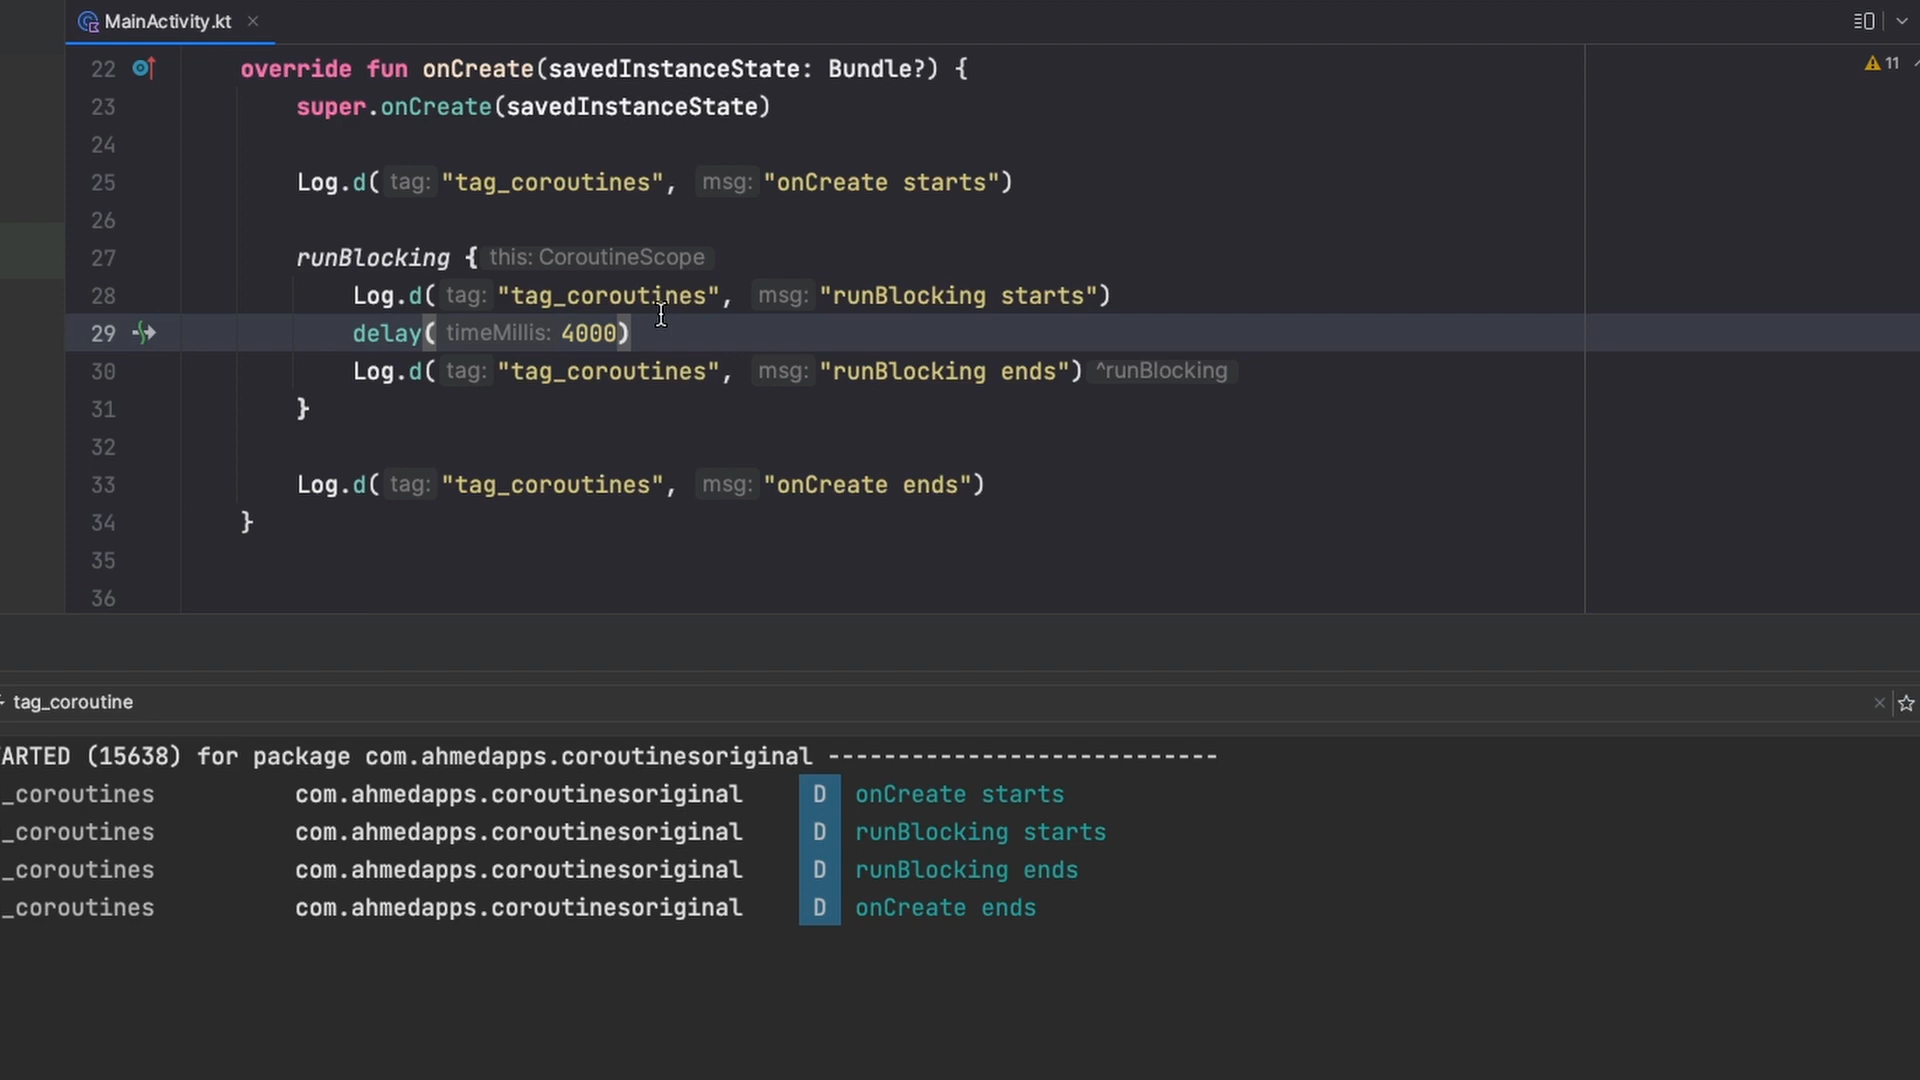 MainActivity.kt
11
22 override fun onCreate(savedInstanceState: Bundle?) {
23 super.onCreate(savedInstanceState)
24
25 Log.d( tag: "tag_coroutines", msg: "onCreate starts")
26
27 runBlocking { this: CoroutineScope
28 Log.d( tag: "tag_coroutines", msg: "runBlocking starts")
29 delay( timeMillis: 4000)
30 Log.d( tag: "tag_coroutines", msg: "runBlocking ends") ^runBlocking
31 }
32
33 Log.d( tag: "tag_coroutines", msg: "onCreate ends")
34 }
35
36
tag_coroutine
ARTED (15638) for package com.ahmedapps.coroutinesoriginal ----------------------------
_coroutines com.ahmedapps.coroutinesoriginal D onCreate starts
_coroutines com.ahmedapps.coroutinesoriginal D runBlocking starts
_coroutines com.ahmedapps.coroutinesoriginal D runBlocking ends
_coroutines com.ahmedapps.coroutinesoriginal D onCreate ends